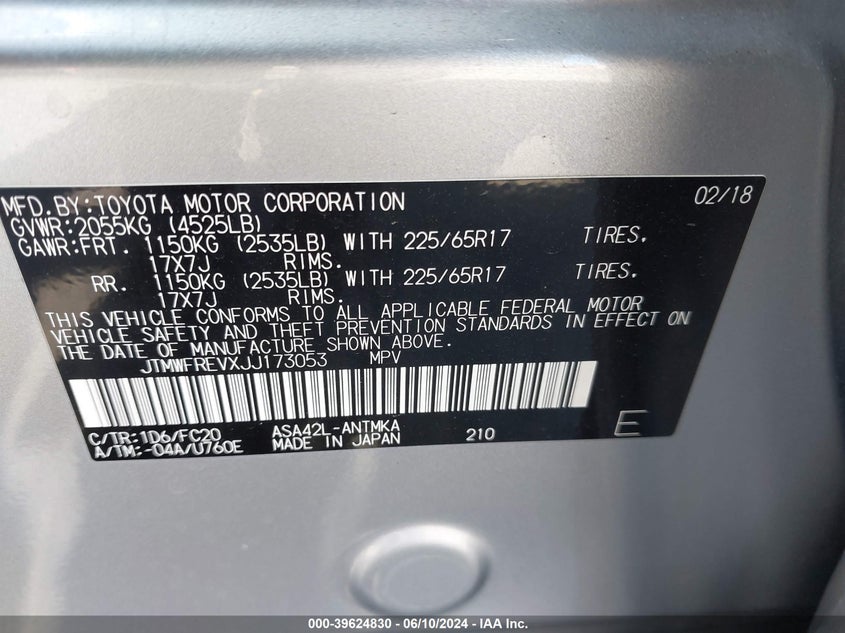 MFD.BY:TOYOTA MOTOR CORPORATION 02/18
GVWR:2055KG (4525LB)
GAWR:FRT. 1150KG (2535LB) WITH 225/65R17 TIRES.
17X7J RIMS.
RR. 1150KG (2535LB) WITH 225/65R17 TIRES.
17X7J RIMS.
THIS VEHICLE CONFORMS TO ALL APPLICABLE FEDERAL MOTOR
VEHICLE SAFETY AND THEFT PREVENTION STANDARDS IN EFFECT ON
THE DATE OF MANUFACTURE SHOWN ABOVE.
JTMWFREVXJJ173053 MPV
C/TR:1D6/FC20 ASA42L-ANTMKA 210 E
A/TM:-04A/U760E MADE IN JAPAN
000-39624830 - 06/10/2024 - IAA Inc.